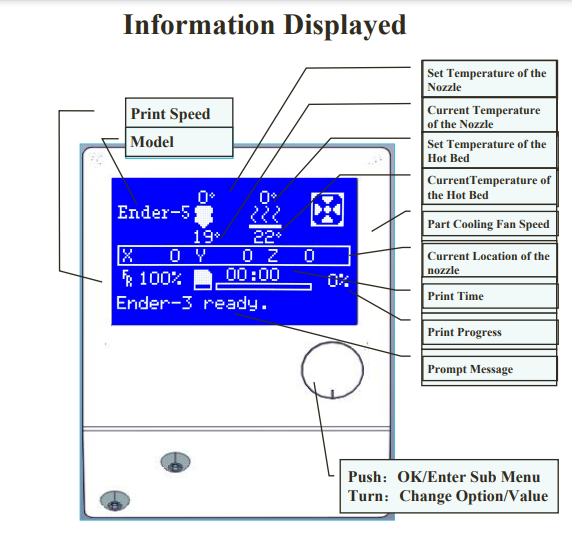 Information Displayed
Print Speed
Model
Set Temperature of the
Nozzle
Current Temperature
of the Nozzle
Set Temperature of the
Hot Bed
CurrentTemperature of
the Hot Bed
Part Cooling Fan Speed
Current Location of the
nozzle
Print Time
Print Progress
Prompt Message
0° 0°
Ender-5
19° 22°
X 0 Y 0 Z 0
FR 100% 00:00 0%
Ender-3 ready.
Push：OK/Enter Sub Menu
Turn：Change Option/Value